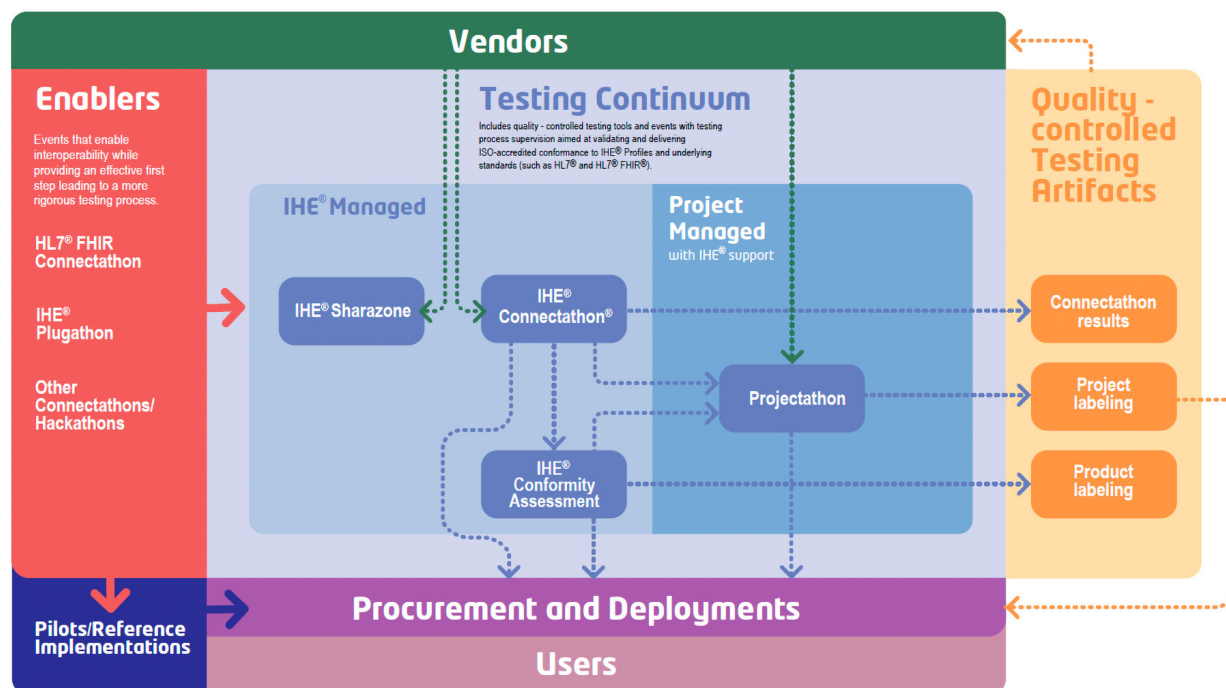 Vendors
Enablers
Events that enable
interoperability while
providing an effective first
step leading to a more
rigorous testing process.
HL7® FHIR
Connectathon
IHE®
Plugathon
Other
Connectathons/
Hackathons
Testing Continuum
Includes quality - controlled testing tools and events with testing
process supervision aimed at validating and delivering
ISO-accredited conformance to IHE® Profiles and underlying
standards (such as HL7® and HL7® FHIR®).
IHE® Managed
IHE® Sharazone
IHE®
Connectathon®
IHE®
Conformity
Assessment
Project
Managed
with IHE® support
Projectathon
Quality -
controlled
Testing
Artifacts
Connectathon
results
Project
labeling
Product
labeling
Pilots/Reference
Implementations
Procurement and Deployments
Users